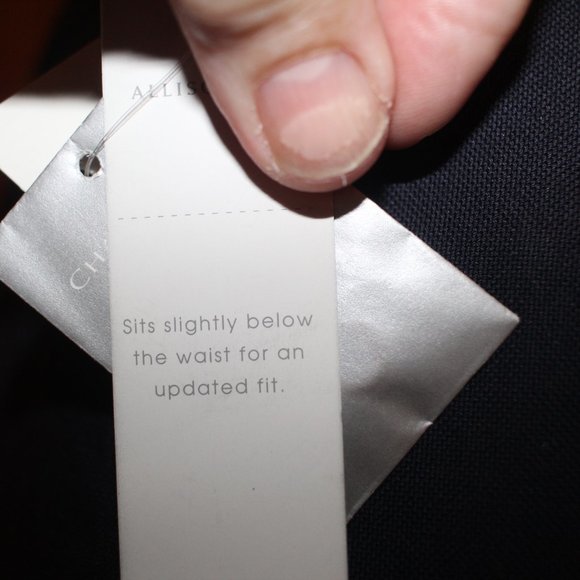 Sits slightly below
the waist for an
updated fit.